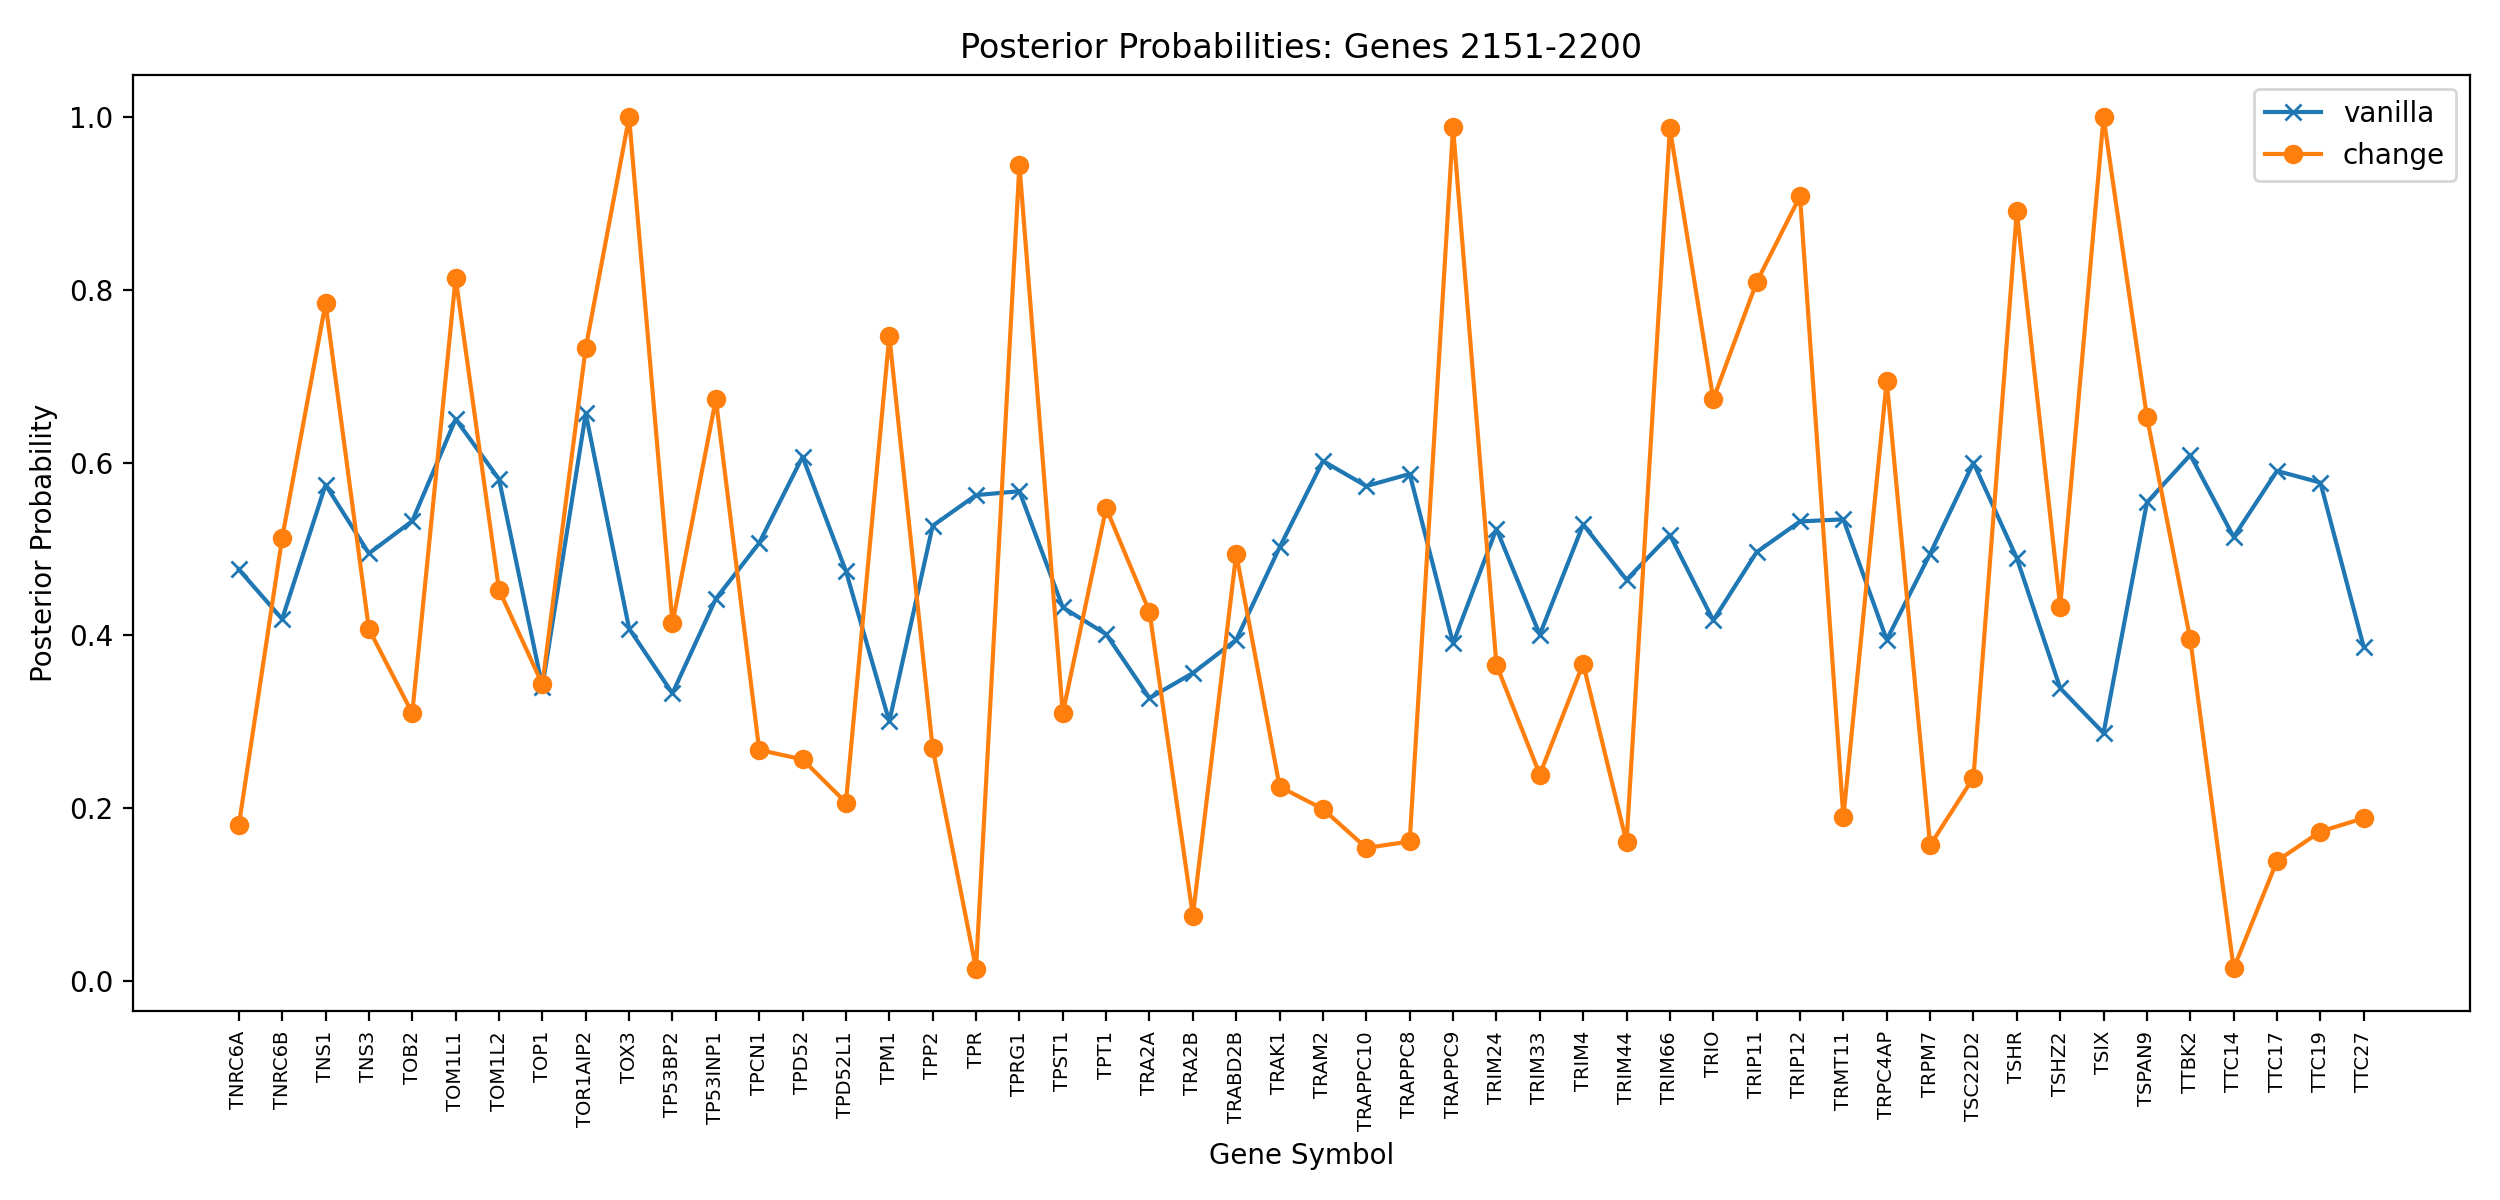 Posterior Probabilities: Genes 2151-2200
vanilla
change
Posterior Probability
1.0
0.8
0.6
0.4
0.2
0.0
TNRC6A
TNRC6B
TNS1
TNS3
TOB2
TOM1L1
TOM1L2
TOP1
TOR1AIP2
TOX3
TP53BP2
TP53INP1
TPCN1
TPD52
TPD52L1
TPM1
TPP2
TPR
TPRG1
TPST1
TPT1
TRA2A
TRA2B
TRABD2B
TRAK1
TRAM2
TRAPPC10
TRAPPC8
TRAPPC9
TRIM24
TRIM33
TRIM4
TRIM44
TRIM66
TRIO
TRIP11
TRIP12
TRMT11
TRPC4AP
TRPM7
TSC22D2
TSHR
TSHZ2
TSIX
TSPAN9
TTBK2
TTC14
TTC17
TTC19
TTC27
Gene Symbol